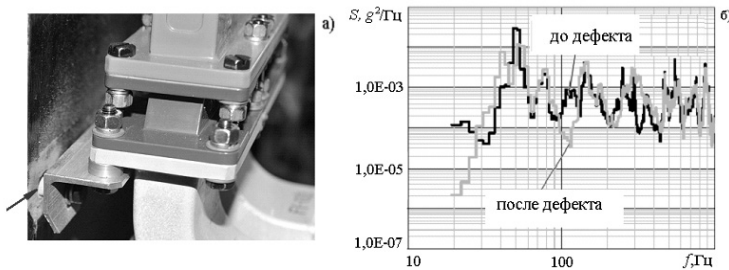 а)
S, g²/Гц
б)
до дефекта
1,0E-03
1,0E-05
после дефекта
1,0E-07
10
100
f,Гц